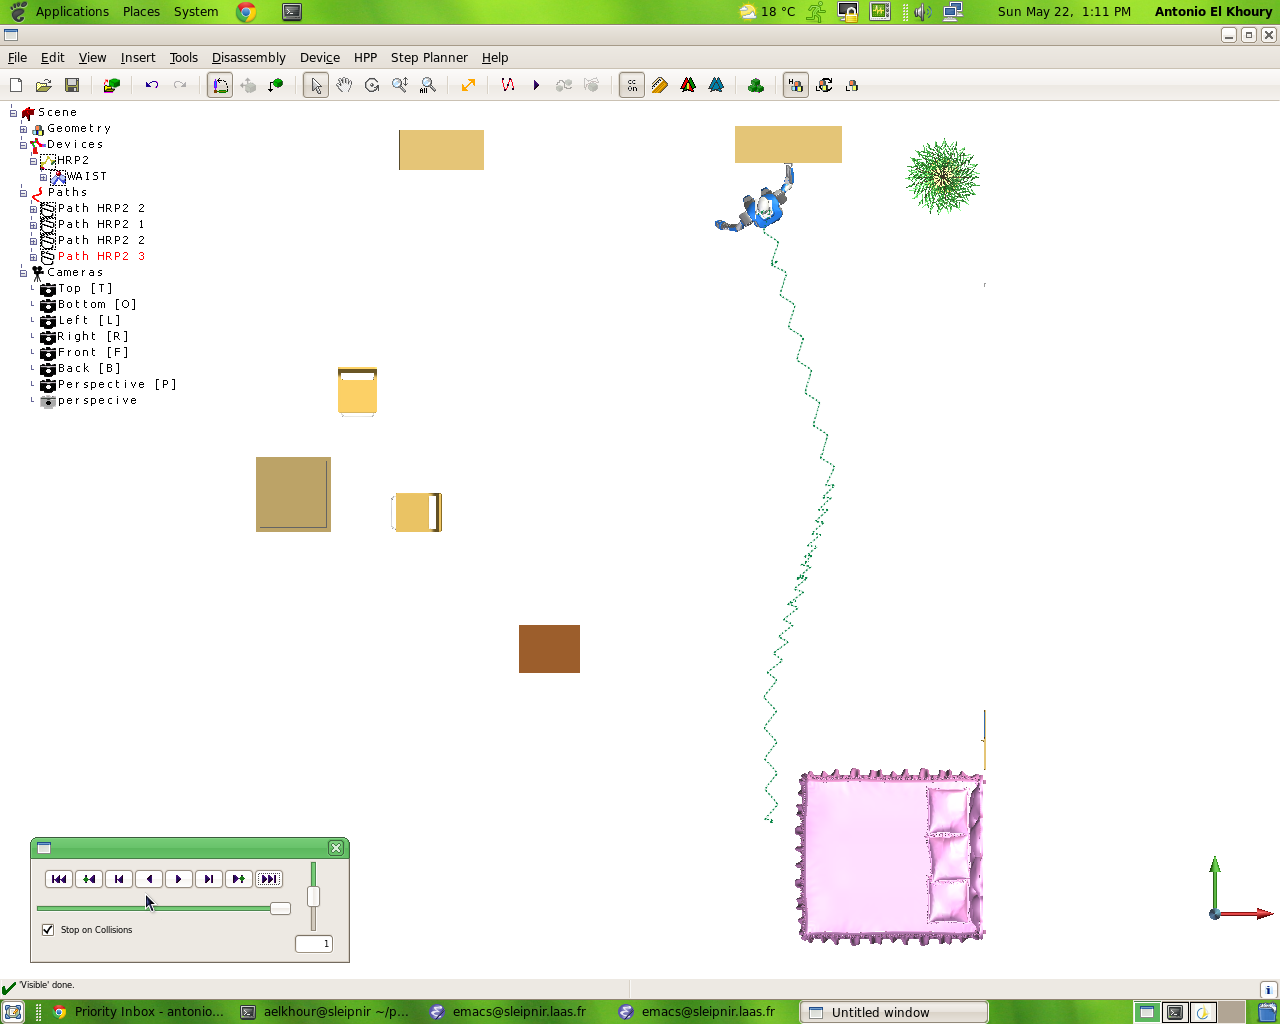 Applications Places System 18 °C Sun May 22, 1:11 PM Antonio El Khoury
File Edit View Insert Tools Disassembly Device HPP Step Planner Help
CC
on
Scene
Geometry
Devices
HRP2
WAIST
Paths
Path HRP2 2
Path HRP2 1
Path HRP2 2
Path HRP2 3
Cameras
Top [T]
Bottom [O]
Left [L]
Right [R]
Front [F]
Back [B]
Perspective [P]
perspecive
Stop on Collisions
1
'Visible' done.
Priority Inbox - antonio... aelkhour@sleipnir ~/p... emacs@sleipnir.laas.fr emacs@sleipnir.laas.fr Untitled window